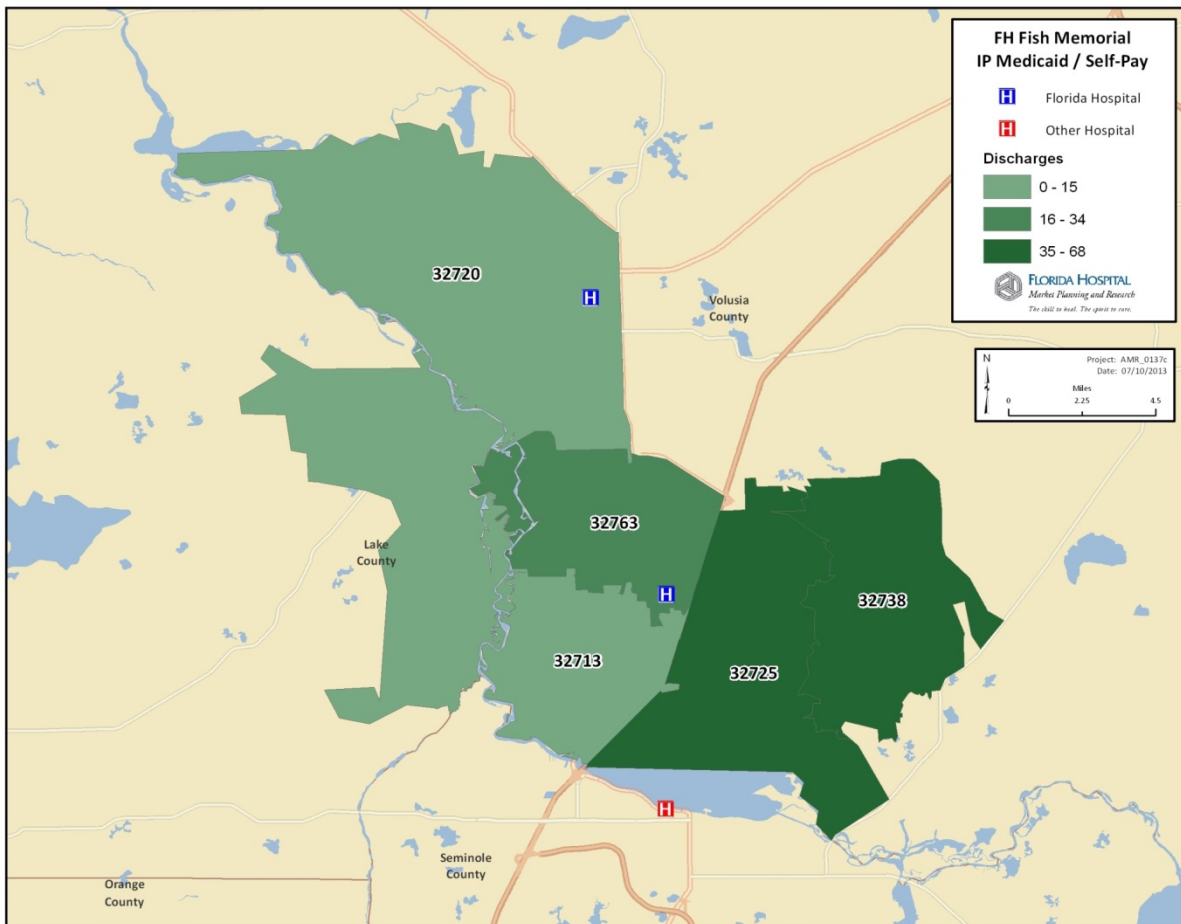 FH Fish Memorial
IP Medicaid / Self-Pay
H Florida Hospital
H Other Hospital
Discharges
0 - 15
16 - 34
35 - 68
FLORIDA HOSPITAL
Market Planning and Research
The skill to heal. The spirit to care.
N
Project: AMR_0137c
Date: 07/10/2013
Miles
0 2.25 4.5
32720
H
Volusia
County
32763
Lake
County
H
32738
32713
32725
H
Seminole
County
Orange
County